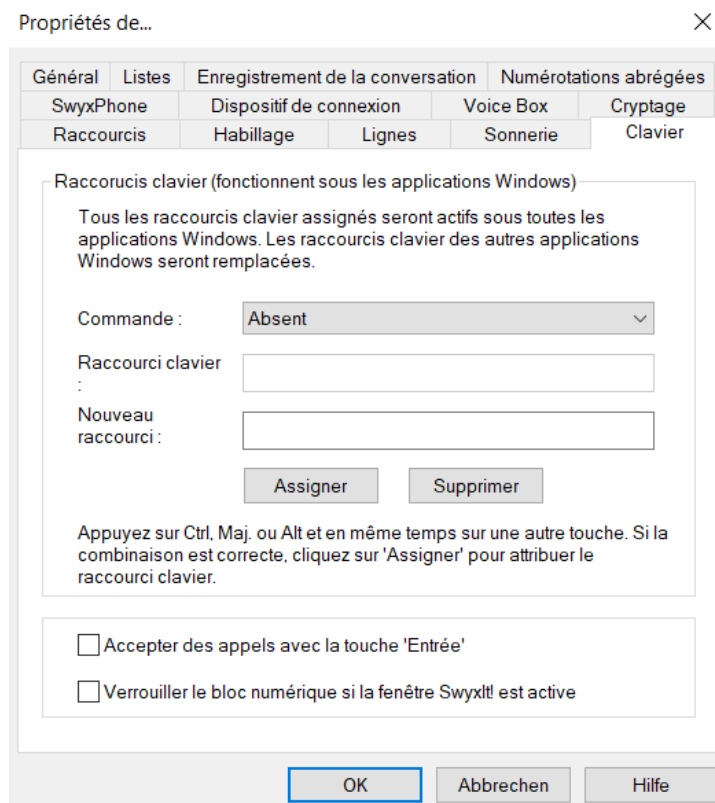 Propriétés de...
Général Listes Enregistrement de la conversation Numérotations abrégées
SwyxPhone Dispositif de connexion Voice Box Cryptage
Raccourcis Habillage Lignes Sonnerie Clavier
Raccorucis clavier (fonctionnent sous les applications Windows)
Tous les raccourcis clavier assignés seront actifs sous toutes les
applications Windows. Les raccourcis clavier des autres applications
Windows seront remplacées.
Commande : Absent
Raccourci clavier
:
Nouveau
raccourci :
Assigner Supprimer
Appuyez sur Ctrl, Maj. ou Alt et en même temps sur une autre touche. Si la
combinaison est correcte, cliquez sur 'Assigner' pour attribuer le
raccourci clavier.
Accepter des appels avec la touche 'Entrée'
Verrouiller le bloc numérique si la fenêtre SwyxIt! est active
OK Abbrechen Hilfe